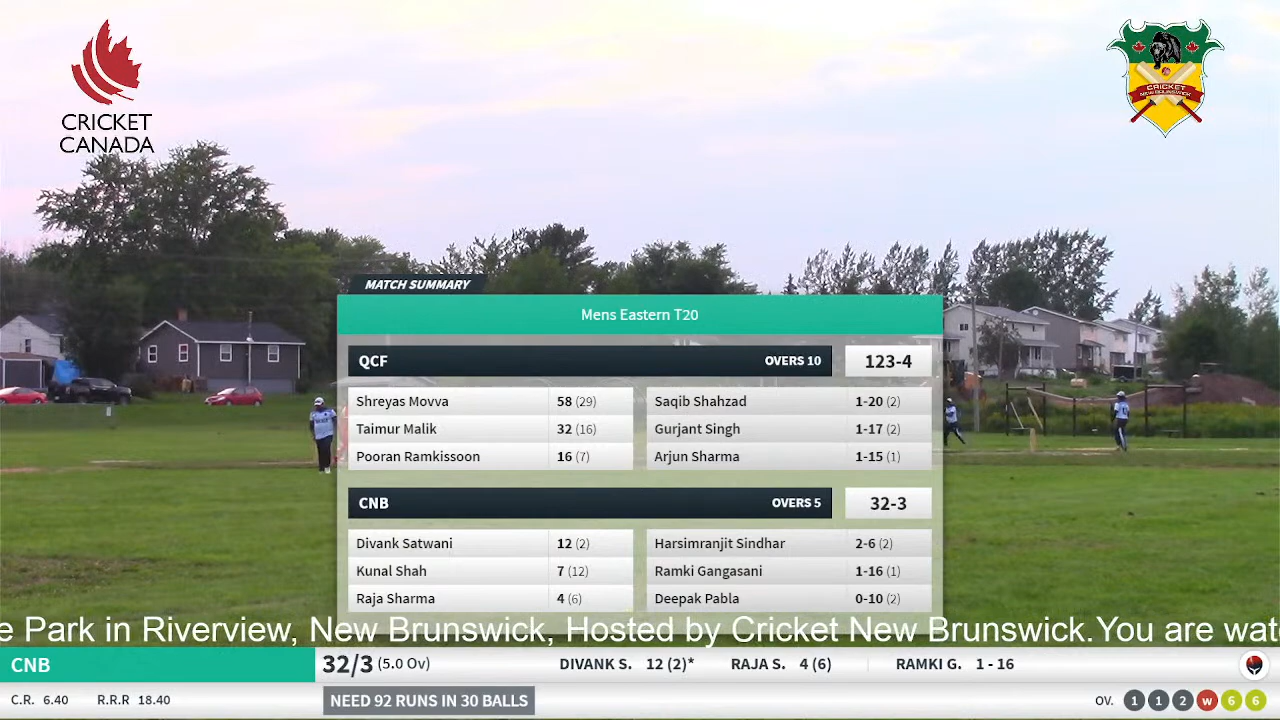 CRICKET
CANADA
CRICKET
NEW BRUNSWICK
MATCH SUMMARY
Mens Eastern T20
QCF OVERS 10 123-4
Shreyas Movva 58 (29) Saqib Shahzad 1-20 (2)
Taimur Malik 32 (16) Gurjant Singh 1-17 (2)
Pooran Ramkissoon 16 (7) Arjun Sharma 1-15 (1)
CNB OVERS 5 32-3
Divank Satwani 12 (2) Harsimranjit Sindhar 2-6 (2)
Kunal Shah 7 (12) Ramki Gangasani 1-16 (1)
Raja Sharma 4 (6) Deepak Pabla 0-10 (2)
e Park in Riverview, New Brunswick, Hosted by Cricket New Brunswick.You are wat
CNB 32/3 (5.0 Ov) DIVANK S. 12 (2)* RAJA S. 4 (6) RAMKI G. 1 - 16
C.R. 6.40 R.R.R 18.40 NEED 92 RUNS IN 30 BALLS OV. 1 1 2 w 6 6